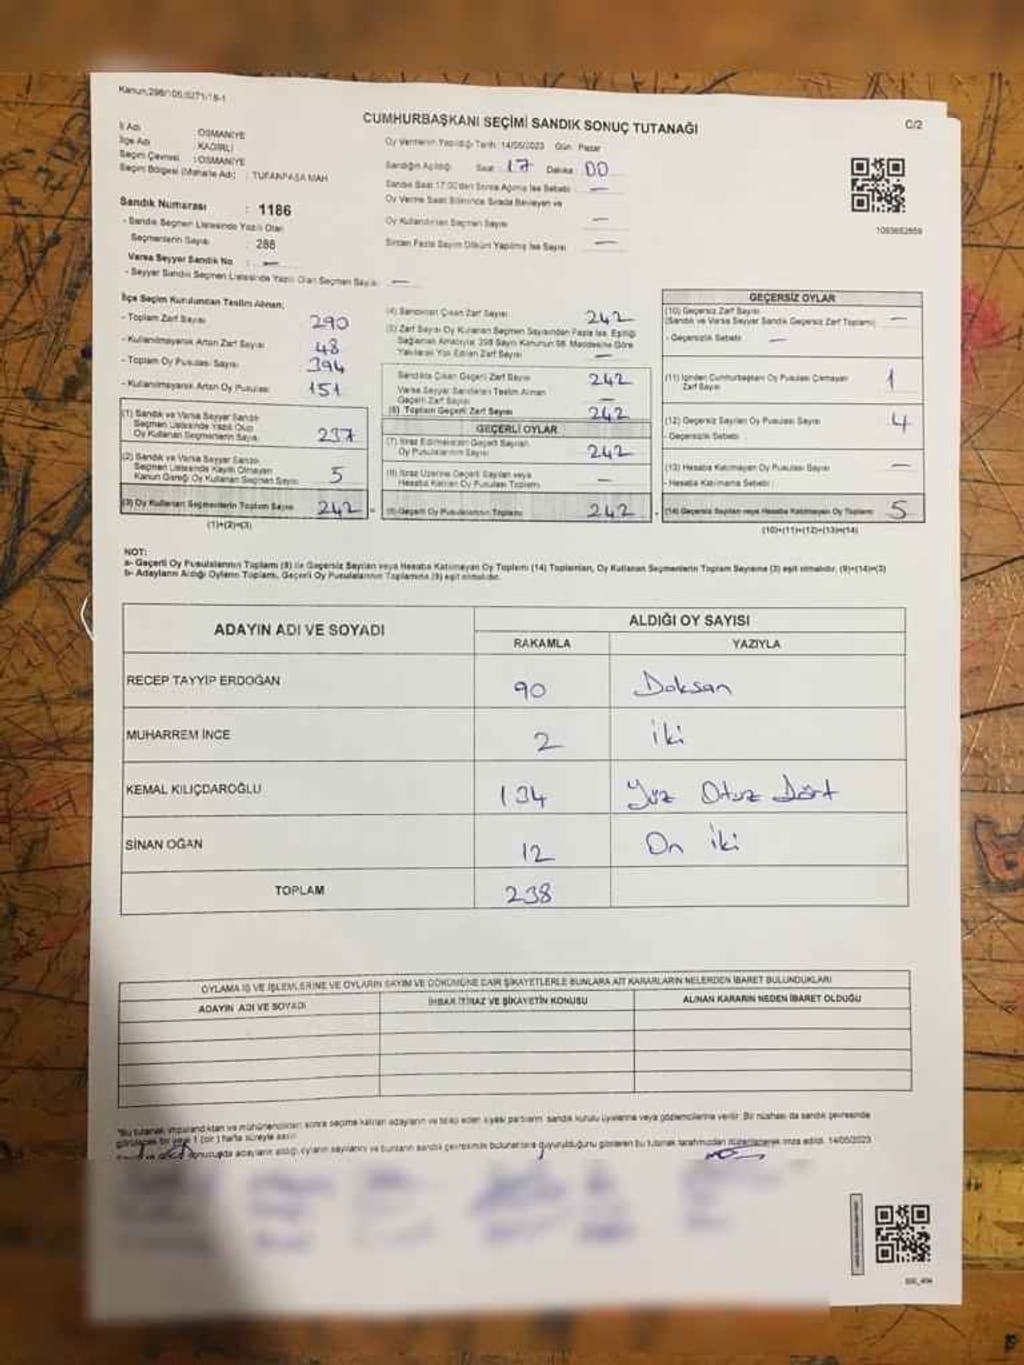 Kanun:298/105;6271/18-1
CUMHURBAŞKANI SEÇİMİ SANDIK SONUÇ TUTANAĞI
C/2
İl Adı : OSMANİYE
İlçe Adı : KADİRLİ
Seçim Çevresi : OSMANİYE
Seçim Bölgesi (Mahalle Adı) : TUFANPAŞA MAH
Sandık Numarası : 1186
- Sandık Seçmen Listesinde Yazılı Olan
Seçmenlerin Sayısı : 288
Varsa Seyyar Sandık No : —
- Seyyar Sandık Seçmen Listesinde Yazılı Olan Seçmen Sayısı : —
Oy Vermenin Yapıldığı Tarih: 14/05/2023 Gün: Pazar
Sandığın Açıldığı Saat : 17 Dakika : 00
Sandık Saat 17:00'den Sonra Açılmış İse Sebebi : —
Oy Verme Saati Bitiminde Sırada Bekleyen ve
Oy Kullandırılan Seçmen Sayısı —
Birden Fazla Sayım Döküm Yapılmış İse Sayısı —
1093652859
İlçe Seçim Kurulundan Teslim Alınan;
- Toplam Zarf Sayısı 290
- Kullanılmayarak Artan Zarf Sayısı 48
- Toplam Oy Pusulası Sayısı 394
- Kullanılmayarak Artan Oy Pusulası 151
(1) Sandık ve Varsa Seyyar Sandık
Seçmen Listesinde Yazılı Olup
Oy Kullanan Seçmenlerin Sayısı 237
(2) Sandık ve Varsa Seyyar Sandık
Seçmen Listesinde Kayıtlı Olmayan
Kanun Gereği Oy Kullanan Seçmen Sayısı 5
(3) Oy Kullanan Seçmenlerin Toplam Sayısı 242
(1)+(2)=(3)
(4) Sandıktan Çıkan Zarf Sayısı 242
(5) Zarf Sayısı Oy Kullanan Seçmen Sayısından Fazla İse, Eşitliği
Sağlamak Amacıyla; 298 Sayılı Kanunun 98. Maddesine Göre
Yakılarak Yok Edilen Zarf Sayısı —
Sandıkta Çıkan Geçerli Zarf Sayısı 242
Varsa Seyyar Sandıktan Teslim Alınan
Geçerli Zarf Sayısı —
(6) Toplam Geçerli Zarf Sayısı 242
GEÇERLİ OYLAR
(7) İtiraz Edilmeksizin Geçerli Sayılan
Oy Pusulalarının Sayısı 242
(8) İtiraz Üzerine Geçerli Sayılan veya
Hesaba Katılan Oy Pusulası Toplamı —
(9) Geçerli Oy Pusulalarının Toplamı 242
GEÇERSİZ OYLAR
(10) Geçersiz Zarf Sayısı —
(Sandık ve Varsa Seyyar Sandık Geçersiz Zarf Toplamı)
- Geçersizlik Sebebi : —
(11) İçinden Cumhurbaşkanı Oy Pusulası Çıkmayan
Zarf Sayısı 1
(12) Geçersiz Sayılan Oy Pusulası Sayısı 4
- Geçersizlik Sebebi :
(13) Hesaba Katılmayan Oy Pusulası Sayısı —
- Hesaba Katılmama Sebebi :
(14) Geçersiz Sayılan veya Hesaba Katılmayan Oy Toplamı 5
(10)+(11)+(12)+(13)=(14)
NOT:
a- Geçerli Oy Pusulalarının Toplamı (9) ile Geçersiz Sayılan veya Hesaba Katılmayan Oy Toplamı (14) Toplamları, Oy Kullanan Seçmenlerin Toplam Sayısına (3) eşit olmalıdır. (9)+(14)=(3)
b- Adayların Aldığı Oyların Toplamı, Geçerli Oy Pusulalarının Toplamına (9) eşit olmalıdır.
ADAYIN ADI VE SOYADI ALDIĞI OY SAYISI
RAKAMLA YAZIYLA
RECEP TAYYİP ERDOĞAN 90 Doksan
MUHARREM İNCE 2 İki
KEMAL KILIÇDAROĞLU 134 Yüz Otuz Dört
SİNAN OĞAN 12 On İki
TOPLAM 238
OYLAMA İŞ VE İŞLEMLERİNE VE OYLARIN SAYIM VE DÖKÜMÜNE DAİR ŞİKAYETLERLE BUNLARA AİT KARARLARIN NELERDEN İBARET BULUNDUKLARI
ADAYIN ADI VE SOYADI İHBAR İTİRAZ VE ŞİKAYETİN KONUSU ALINAN KARARIN NEDEN İBARET OLDUĞU
*Bu tutanak imzalandıktan ve mühürlendikten sonra seçime katılan adayların ve talep eden siyasi partilerin sandık kurulu üyelerine veya gözlemcilerine verilir. Bir nüshası da sandık çevresinde
görülecek bir yere 1 (bir) hafta süreyle asılır.
sonucunda adayların aldığı oyların sayılarını ve bunların sandık çevresinde bulunanlara duyurulduğunu gösteren bu tutanak tarafımızdan düzenlenerek imza edildi. 14/05/2023